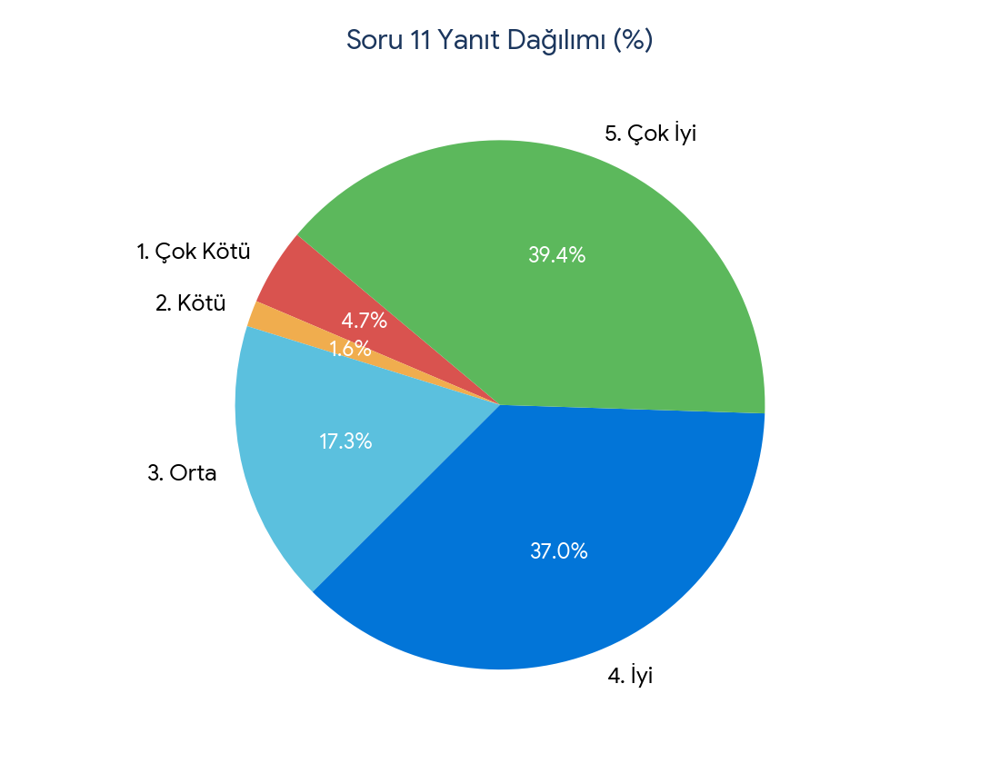 Soru 11 Yanıt Dağılımı (%)
5. Çok İyi
39.4%
1. Çok Kötü
4.7%
2. Kötü
1.6%
3. Orta
17.3%
37.0%
4. İyi